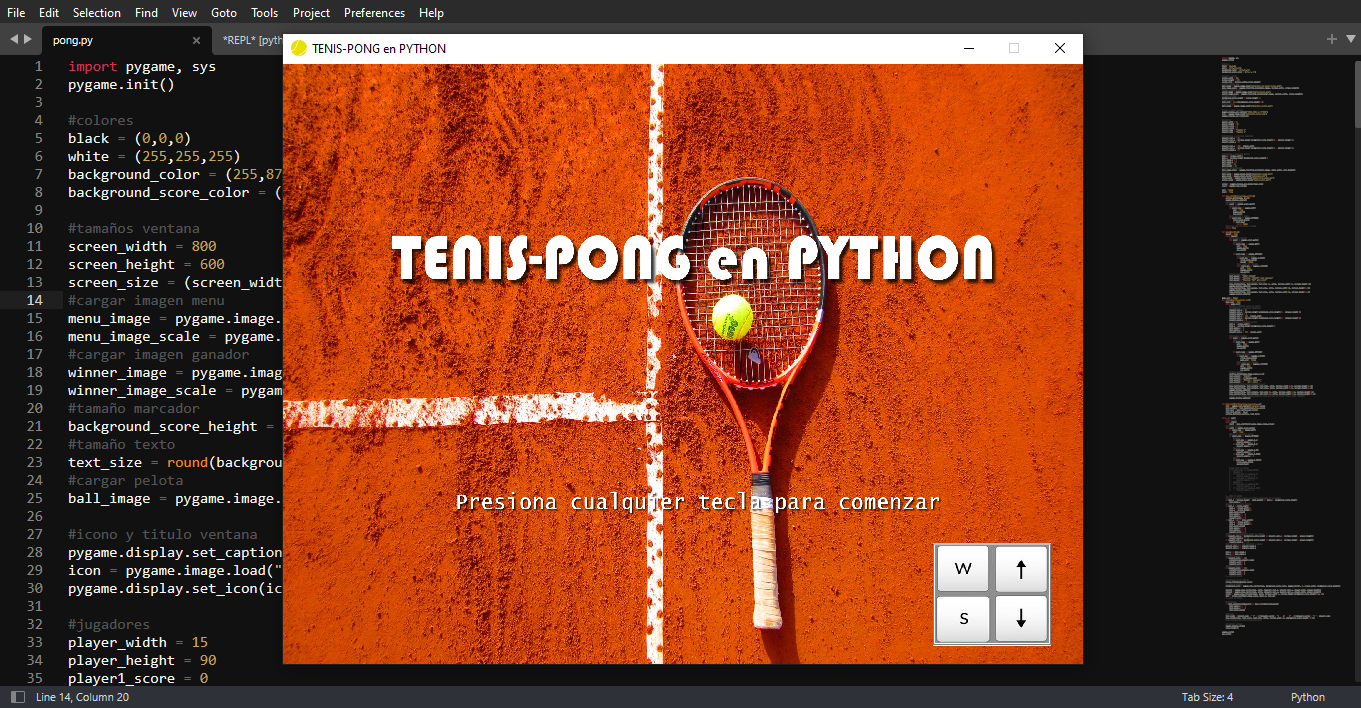 File Edit Selection Find View Goto Tools Project Preferences Help
pong.py
*REPL* [pyth
TENIS-PONG en PYTHON
1 import pygame, sys
2 pygame.init()
3
4 #colores
5 black = (0,0,0)
6 white = (255,255,255)
7 background_color = (255,87
8 background_score_color = (
9
10 #tamaños ventana
11 screen_width = 800
12 screen_height = 600
13 screen_size = (screen_widt
14 #cargar imagen menu
15 menu_image = pygame.image.
16 menu_image_scale = pygame.
17 #cargar imagen ganador
18 winner_image = pygame.imag
19 winner_image_scale = pygam
20 #tamaño marcador
21 background_score_height =
22 #tamaño texto
23 text_size = round(backgrou
24 #cargar pelota
25 ball_image = pygame.image.
26
27 #icono y titulo ventana
28 pygame.display.set_caption
29 icon = pygame.image.load("
30 pygame.display.set_icon(ic
31
32 #jugadores
33 player_width = 15
34 player_height = 90
35 player1_score = 0
TENIS-PONG en PYTHON
Presiona cualquier tecla para comenzar
W ↑
S ↓
Line 14, Column 20
Tab Size: 4
Python